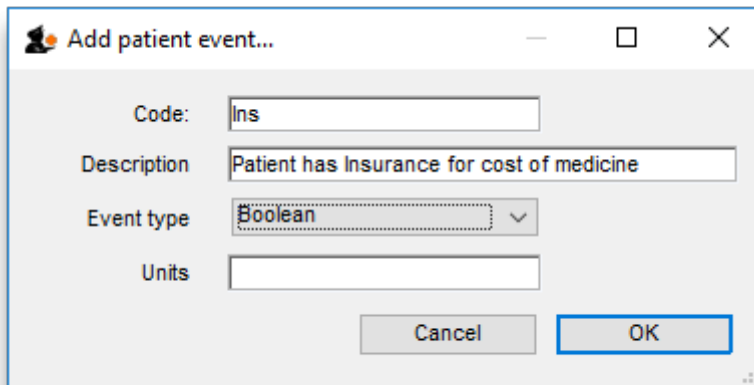 Add patient event...
Code: Ins
Description Patient has Insurance for cost of medicine
Event type Boolean
Units
Cancel OK